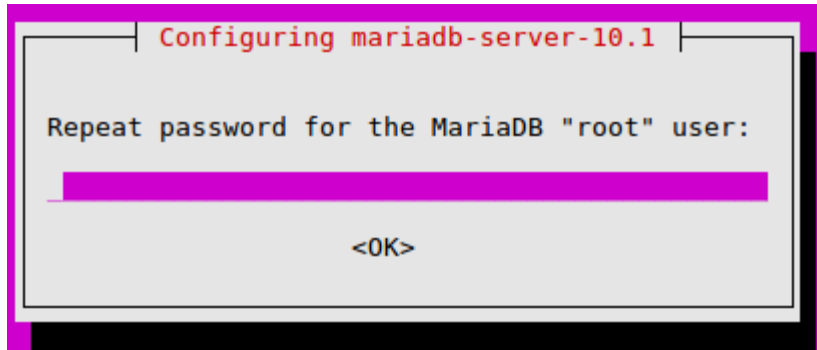 Configuring mariadb-server-10.1
Repeat password for the MariaDB "root" user:
<OK>